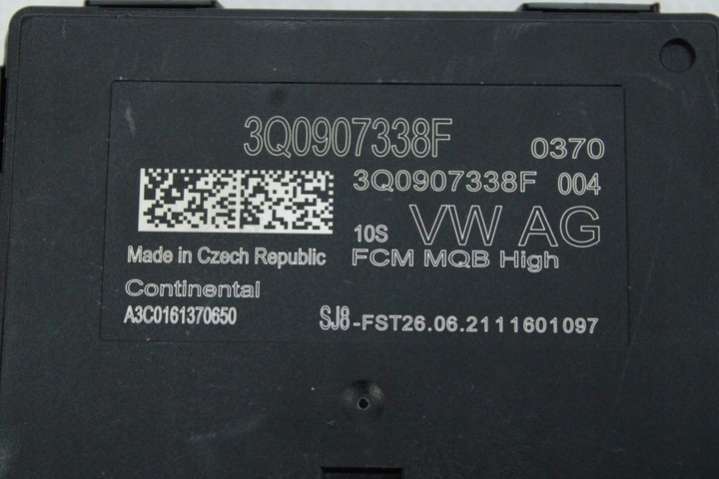 3Q0907338F 0370
3Q0907338F 004
10S VW AG
Made in Czech Republic FCM MQB High
Continental
A3C0161370650 SJ8-FST26.06.2111601097